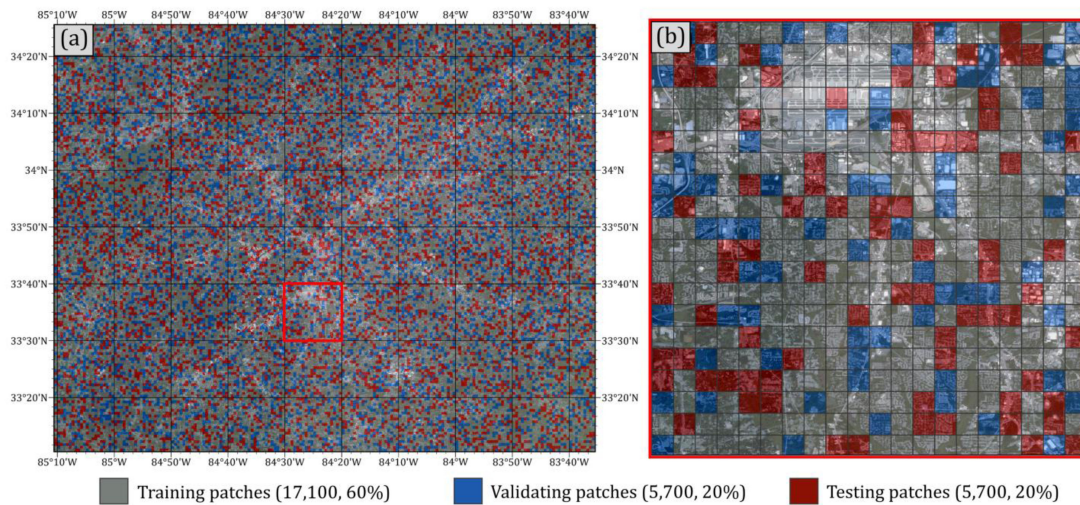 85°10'W 85°W 84°50'W 84°40'W 84°30'W 84°20'W 84°10'W 84°W 83°50'W 83°40'W
(a)
(b)
34°20'N 34°20'N
34°10'N 34°10'N
34°N 34°N
33°50'N 33°50'N
33°40'N 33°40'N
33°30'N 33°30'N
33°20'N 33°20'N
85°10'W 85°W 84°50'W 84°40'W 84°30'W 84°20'W 84°10'W 84°W 83°50'W 83°40'W
Training patches (17,100, 60%) Validating patches (5,700, 20%) Testing patches (5,700, 20%)